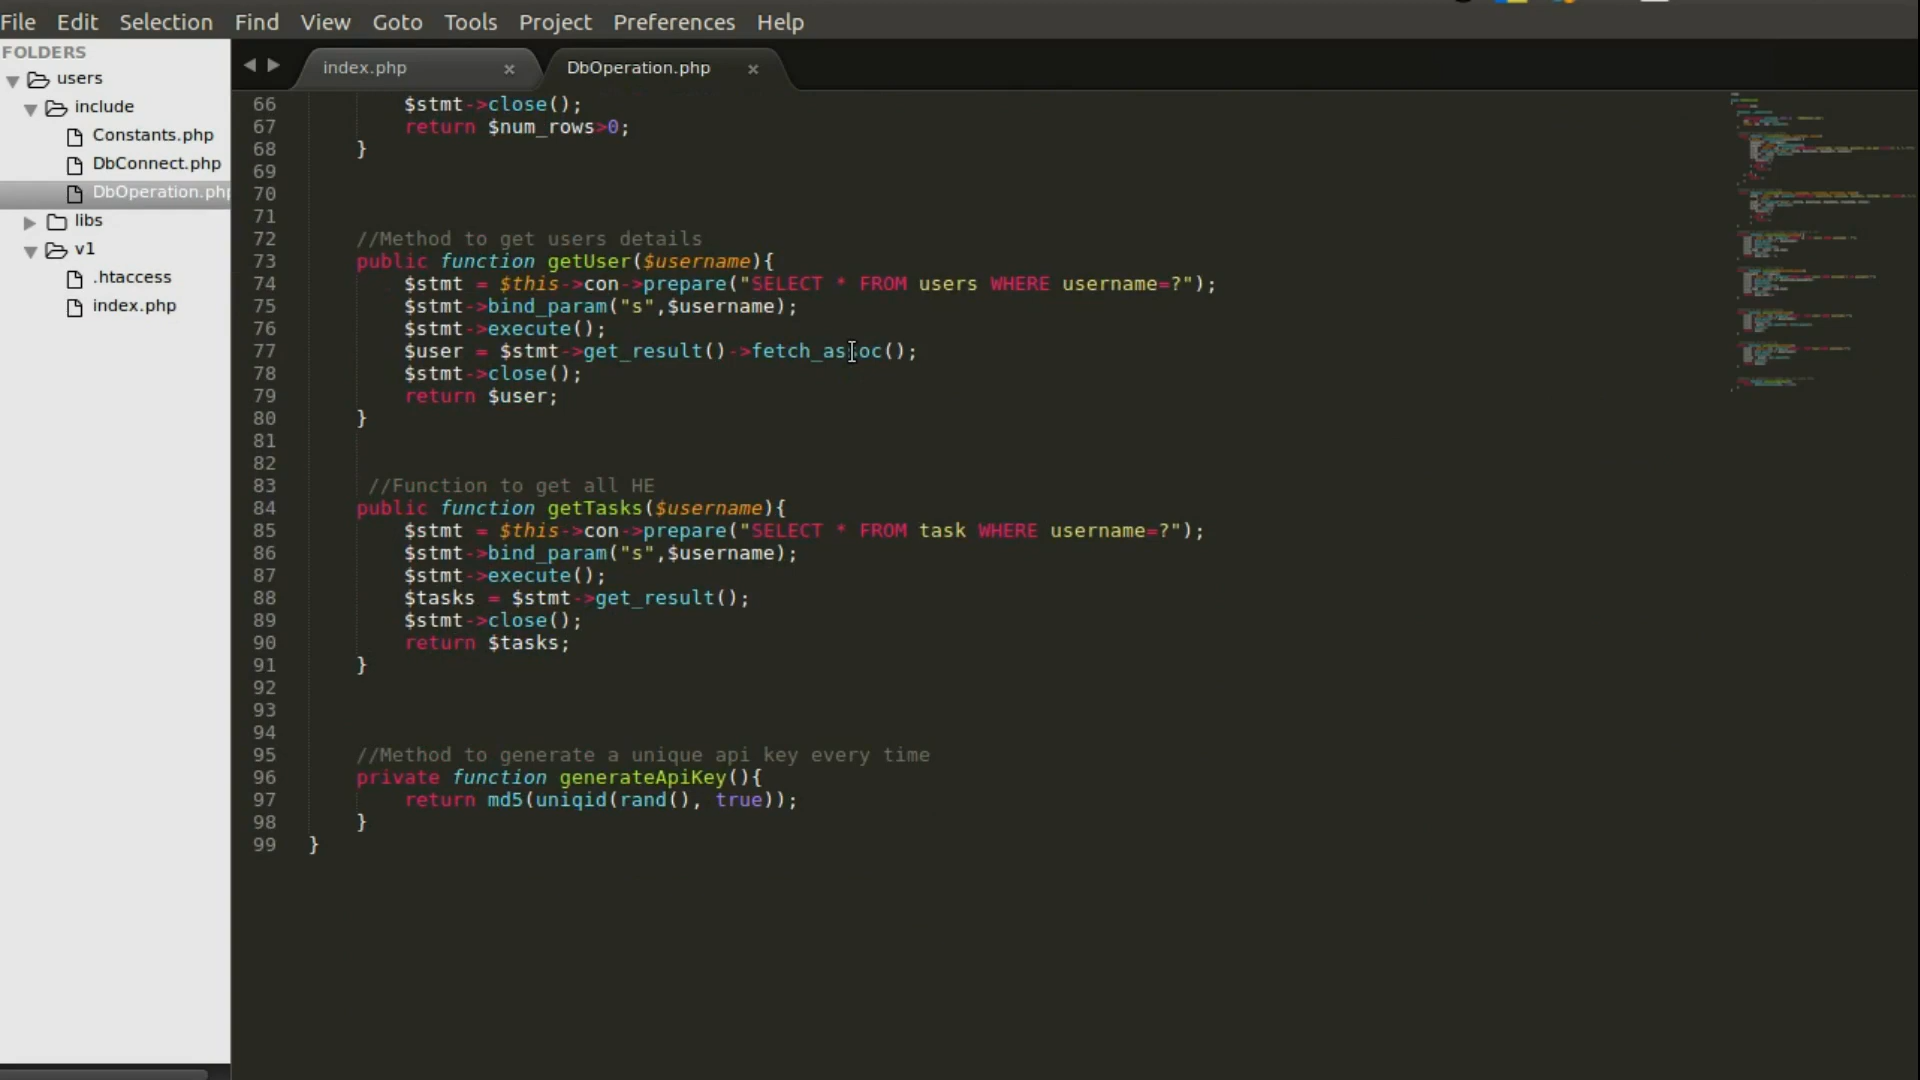 File Edit Selection Find View Goto Tools Project Preferences Help
FOLDERS
users
include
Constants.php
DbConnect.php
DbOperation.php
libs
v1
.htaccess
index.php
index.php
DbOperation.php
66 $stmt->close();
67 return $num_rows>0;
68 }
69
70
71
72 //Method to get users details
73 public function getUser($username){
74 $stmt = $this->con->prepare("SELECT * FROM users WHERE username=?");
75 $stmt->bind_param("s",$username);
76 $stmt->execute();
77 $user = $stmt->get_result()->fetch_assoc();
78 $stmt->close();
79 return $user;
80 }
81
82
83 //Function to get all HE
84 public function getTasks($username){
85 $stmt = $this->con->prepare("SELECT * FROM task WHERE username=?");
86 $stmt->bind_param("s",$username);
87 $stmt->execute();
88 $tasks = $stmt->get_result();
89 $stmt->close();
90 return $tasks;
91 }
92
93
94
95 //Method to generate a unique api key every time
96 private function generateApiKey(){
97 return md5(uniqid(rand(), true));
98 }
99 }